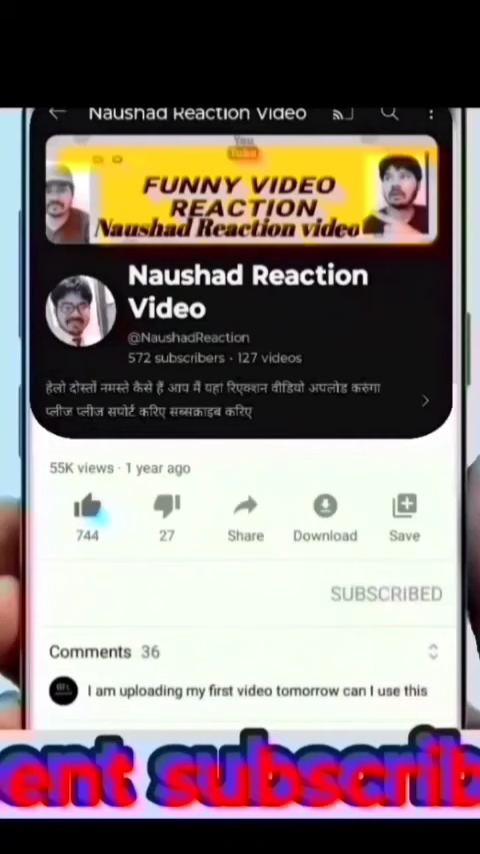 Naushad Reaction Video
You
FUNNY VIDEO
REACTION
Naushad Reaction video
Naushad Reaction
Video
@NaushadReaction
572 subscribers · 127 videos
हेलो दोस्तों नमस्ते कैसे हैं आप मैं यहां रिएक्शन वीडियो अपलोड करुंगा
प्लीज प्लीज सपोर्ट करिए सब्सक्राइब करिए
55K views · 1 year ago
744 27 Share Download Save
SUBSCRIBED
Comments 36
I am uploading my first video tomorrow can I use this
ent subscrib